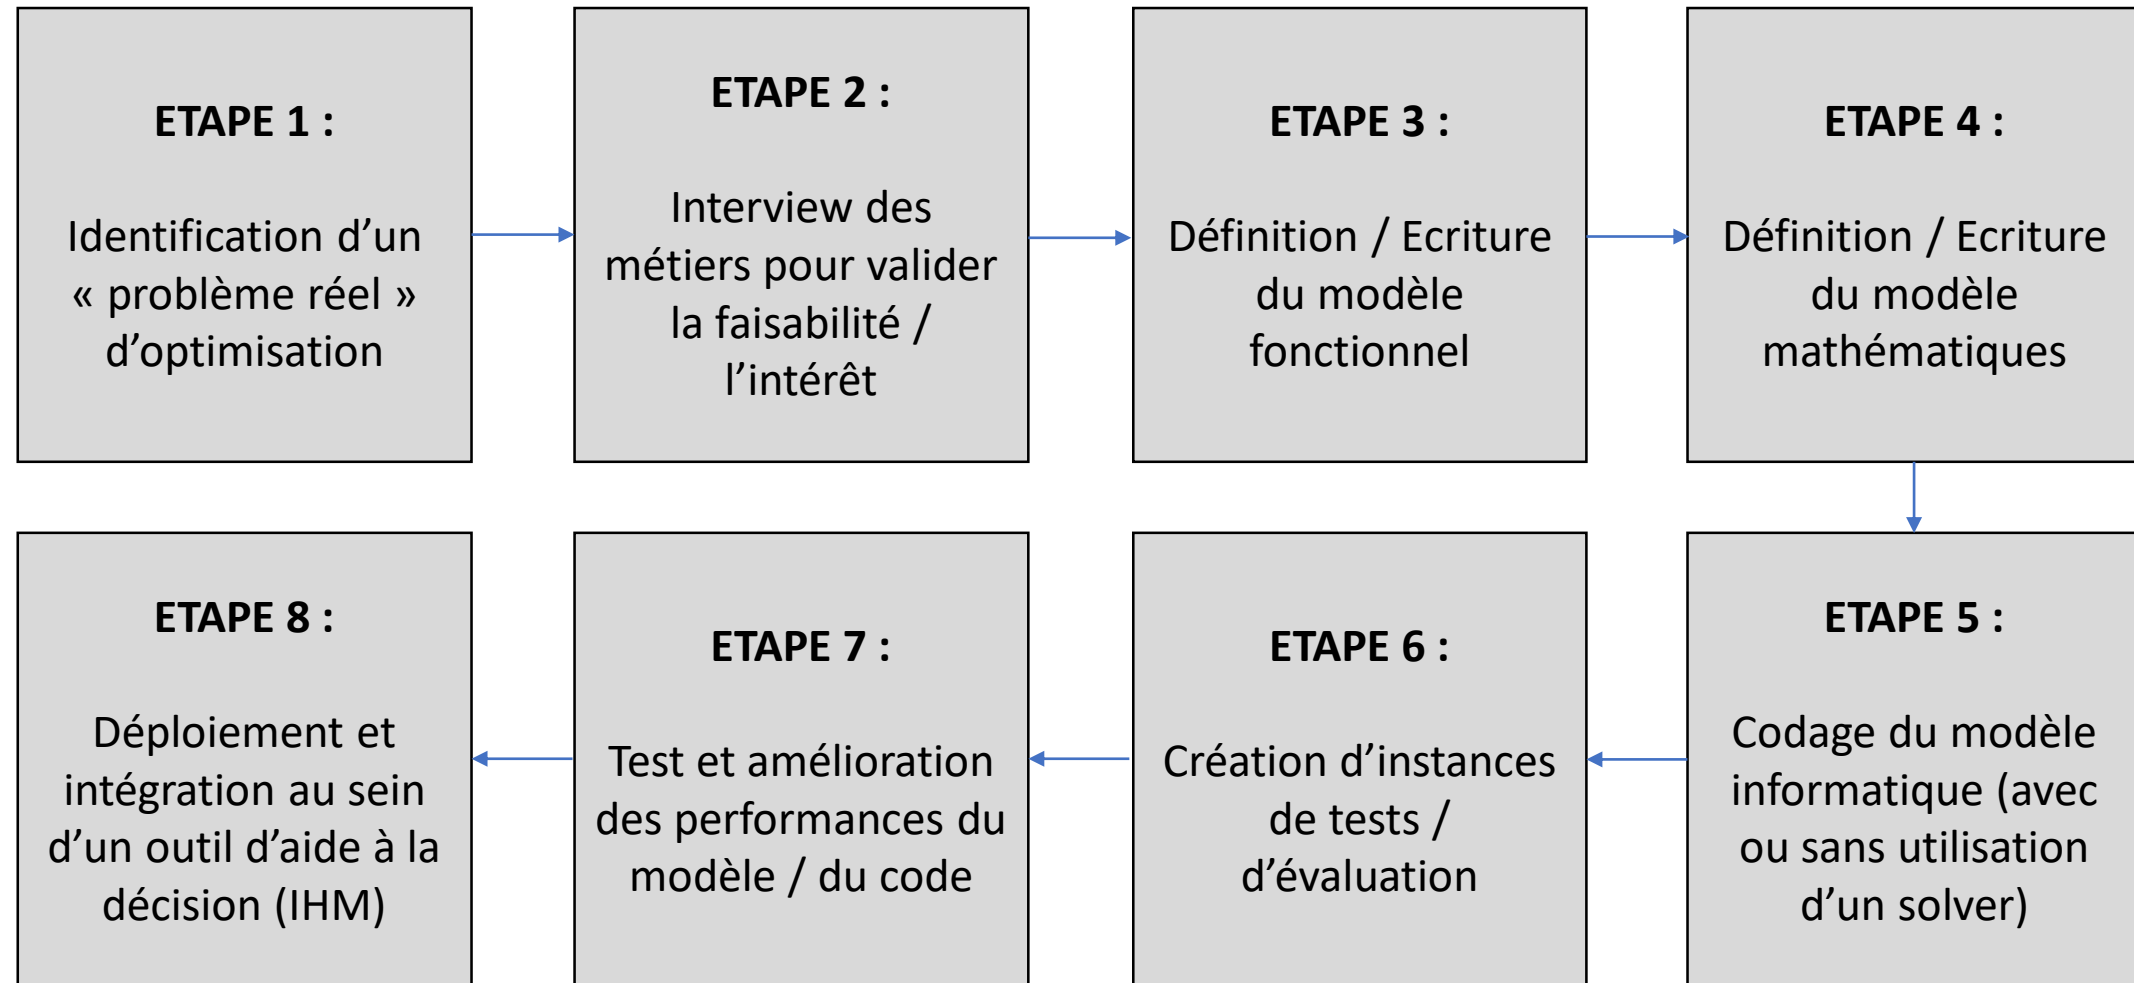 ETAPE 1 :
Identification d’un
« problème réel »
d’optimisation
ETAPE 2 :
Interview des
métiers pour valider
la faisabilité /
l’intérêt
ETAPE 3 :
Définition / Ecriture
du modèle
fonctionnel
ETAPE 4 :
Définition / Ecriture
du modèle
mathématiques
ETAPE 5 :
Codage du modèle
informatique (avec
ou sans utilisation
d’un solver)
ETAPE 6 :
Création d’instances
de tests /
d’évaluation
ETAPE 7 :
Test et amélioration
des performances du
modèle / du code
ETAPE 8 :
Déploiement et
intégration au sein
d’un outil d’aide à la
décision (IHM)